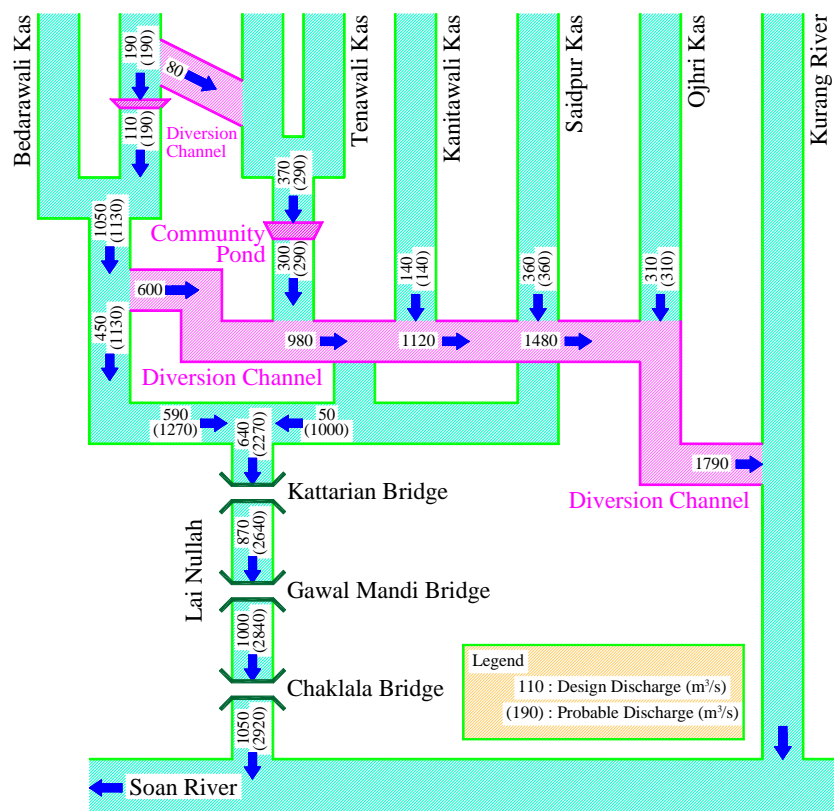 Bedarawali Kas
Tenawali Kas
Kanitawali Kas
Saidpur Kas
Ojhri Kas
Kurang River
190
(190)
80
110
(190)
Diversion
Channel
370
(290)
1050
(1130)
Community
Pond
300
(290)
140
(140)
360
(360)
310
(310)
600
450
(1130)
980
1120
1480
Diversion Channel
590
(1270)
640
(2270)
50
(1000)
1790
Kattarian Bridge
Diversion Channel
870
(2640)
Lai Nullah
Gawal Mandi Bridge
1000
(2840)
Chaklala Bridge
1050
(2920)
Legend
110 : Design Discharge (m³/s)
(190) : Probable Discharge (m³/s)
Soan River